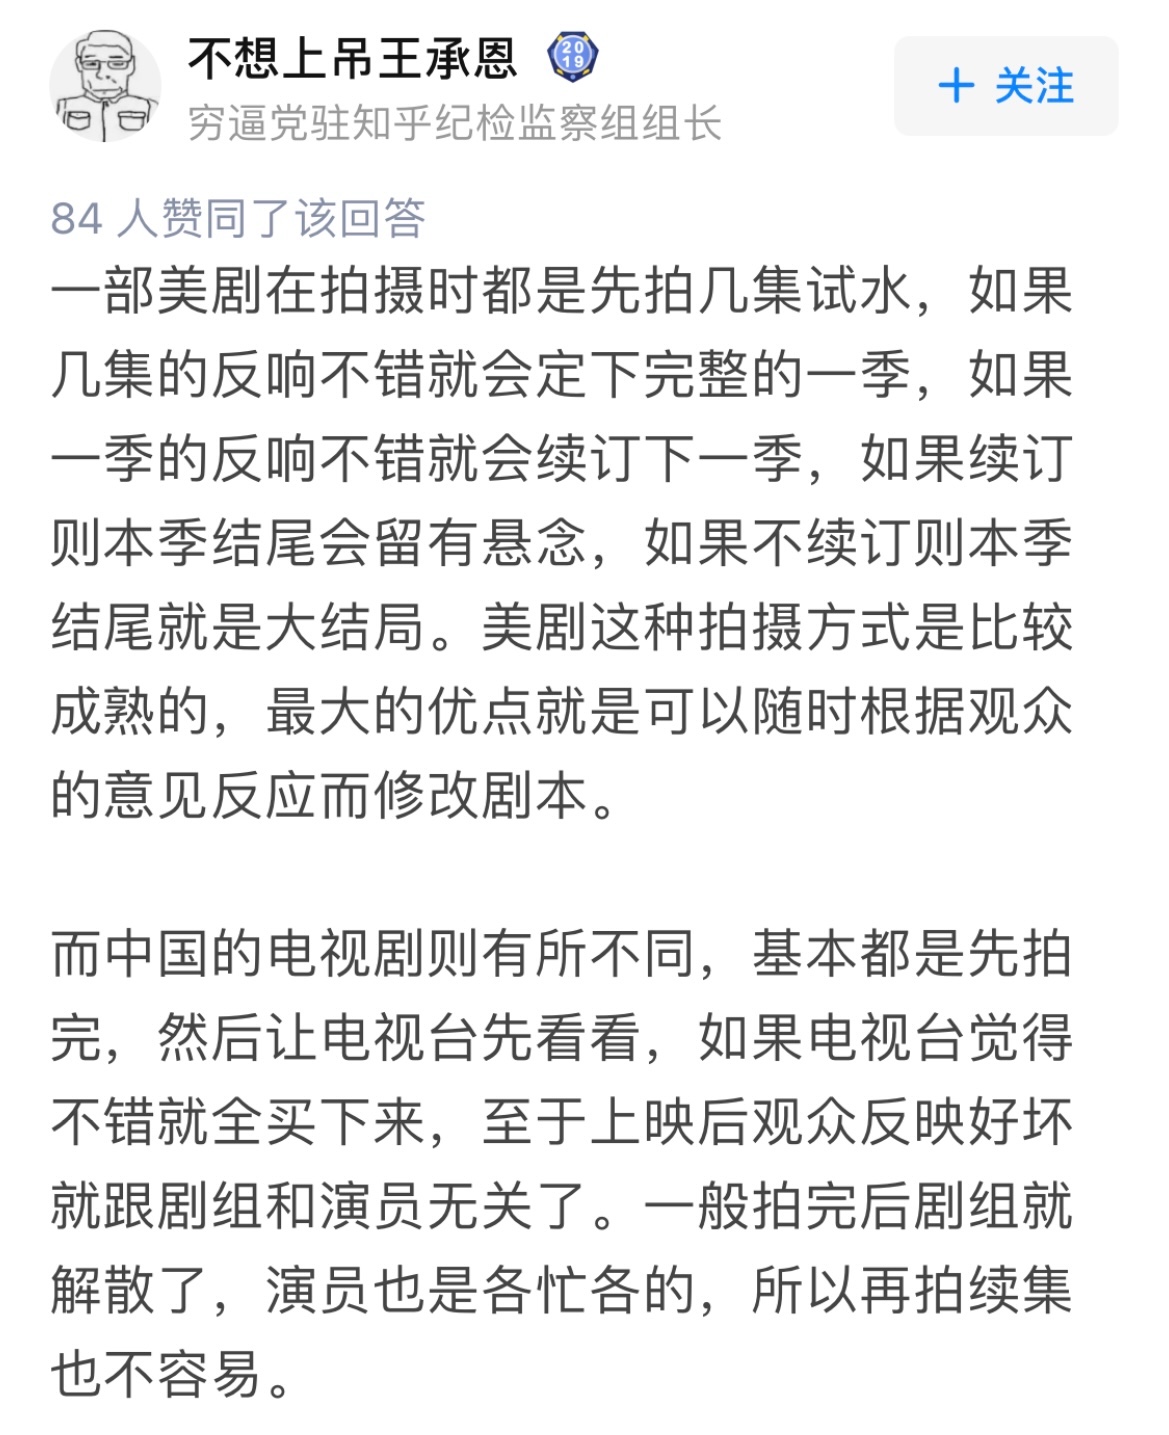 不想上吊王承恩
20
19
穷逼党驻知乎纪检监察组组长
+ 关注
84 人赞同了该回答
一部美剧在拍摄时都是先拍几集试水，如果
几集的反响不错就会定下完整的一季，如果
一季的反响不错就会续订下一季，如果续订
则本季结尾会留有悬念，如果不续订则本季
结尾就是大结局。美剧这种拍摄方式是比较
成熟的，最大的优点就是可以随时根据观众
的意见反应而修改剧本。
而中国的电视剧则有所不同，基本都是先拍
完，然后让电视台先看看，如果电视台觉得
不错就全买下来，至于上映后观众反映好坏
就跟剧组和演员无关了。一般拍完后剧组就
解散了，演员也是各忙各的，所以再拍续集
也不容易。